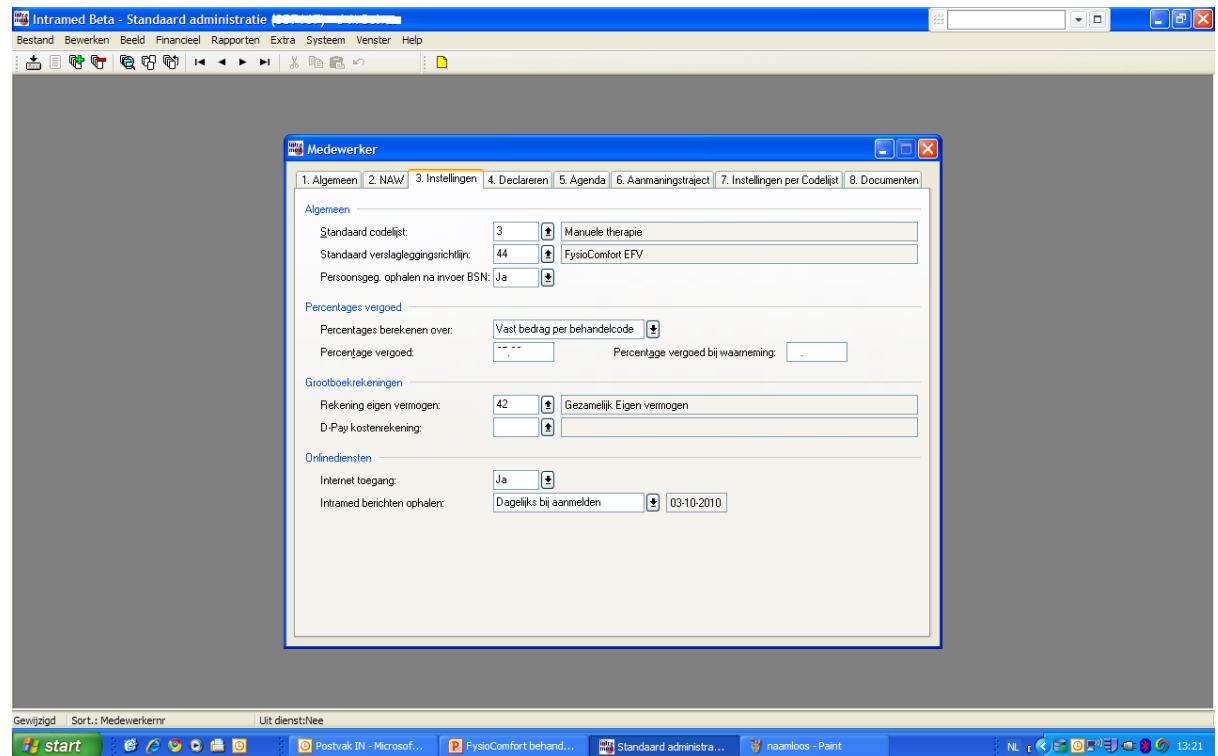 Intramed Beta - Standaard administratie
Bestand Bewerken Beeld Financieel Rapporten Extra Systeem Venster Help
Medewerker
1. Algemeen 2. NAW 3. Instellingen 4. Declareren 5. Agenda 6. Aanmaningstraject 7. Instellingen per Codelijst 8. Documenten
Algemeen
Standaard codelijst: 3 Manuele therapie
Standaard verslagleggingsrichtlijn: 44 FysioComfort EFV
Persoonsgeg. ophalen na invoer BSN: Ja
Percentages vergoed
Percentages berekenen over: Vast bedrag per behandelcode
Percentage vergoed: Percentage vergoed bij waarneming:
Grootboekrekeningen
Rekening eigen vermogen: 42 Gezamelijk Eigen vermogen
D-Pay kostenrekening:
Onlinediensten
Internet toegang: Ja
Intramed berichten ophalen: Dagelijks bij aanmelden 03-10-2010
Gewijzigd Sort.: Medewerkernr Uit dienst:Nee
start Postvak IN - Microsof... FysioComfort behand... Standaard administra... naamloos - Paint NL 13:21